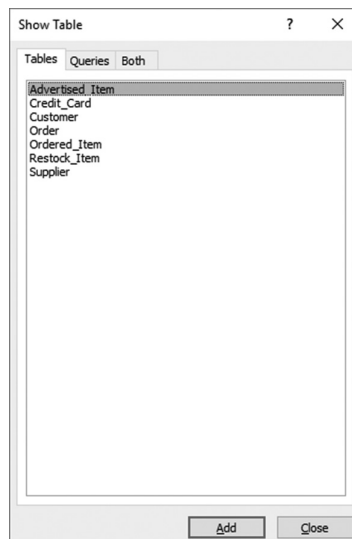 Show Table ? ×
Tables Queries Both
Advertised_Item
Credit_Card
Customer
Order
Ordered_Item
Restock_Item
Supplier
Add Close